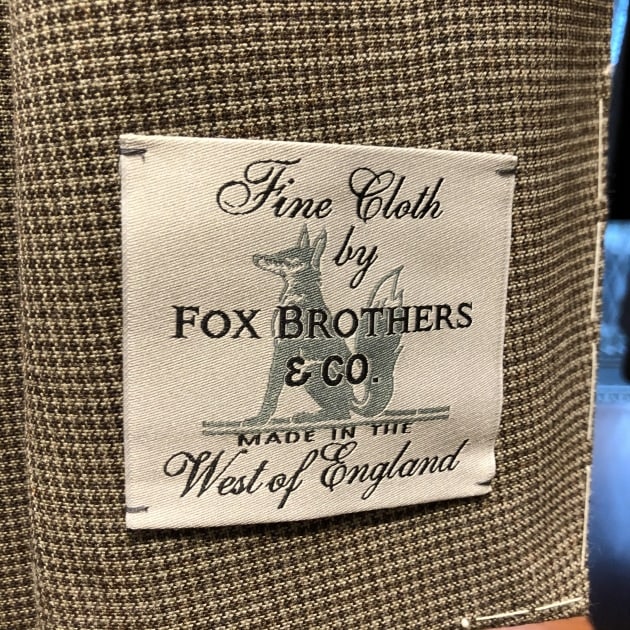 Fine Cloth
by
FOX BROTHERS
& CO.
MADE IN THE
West of England